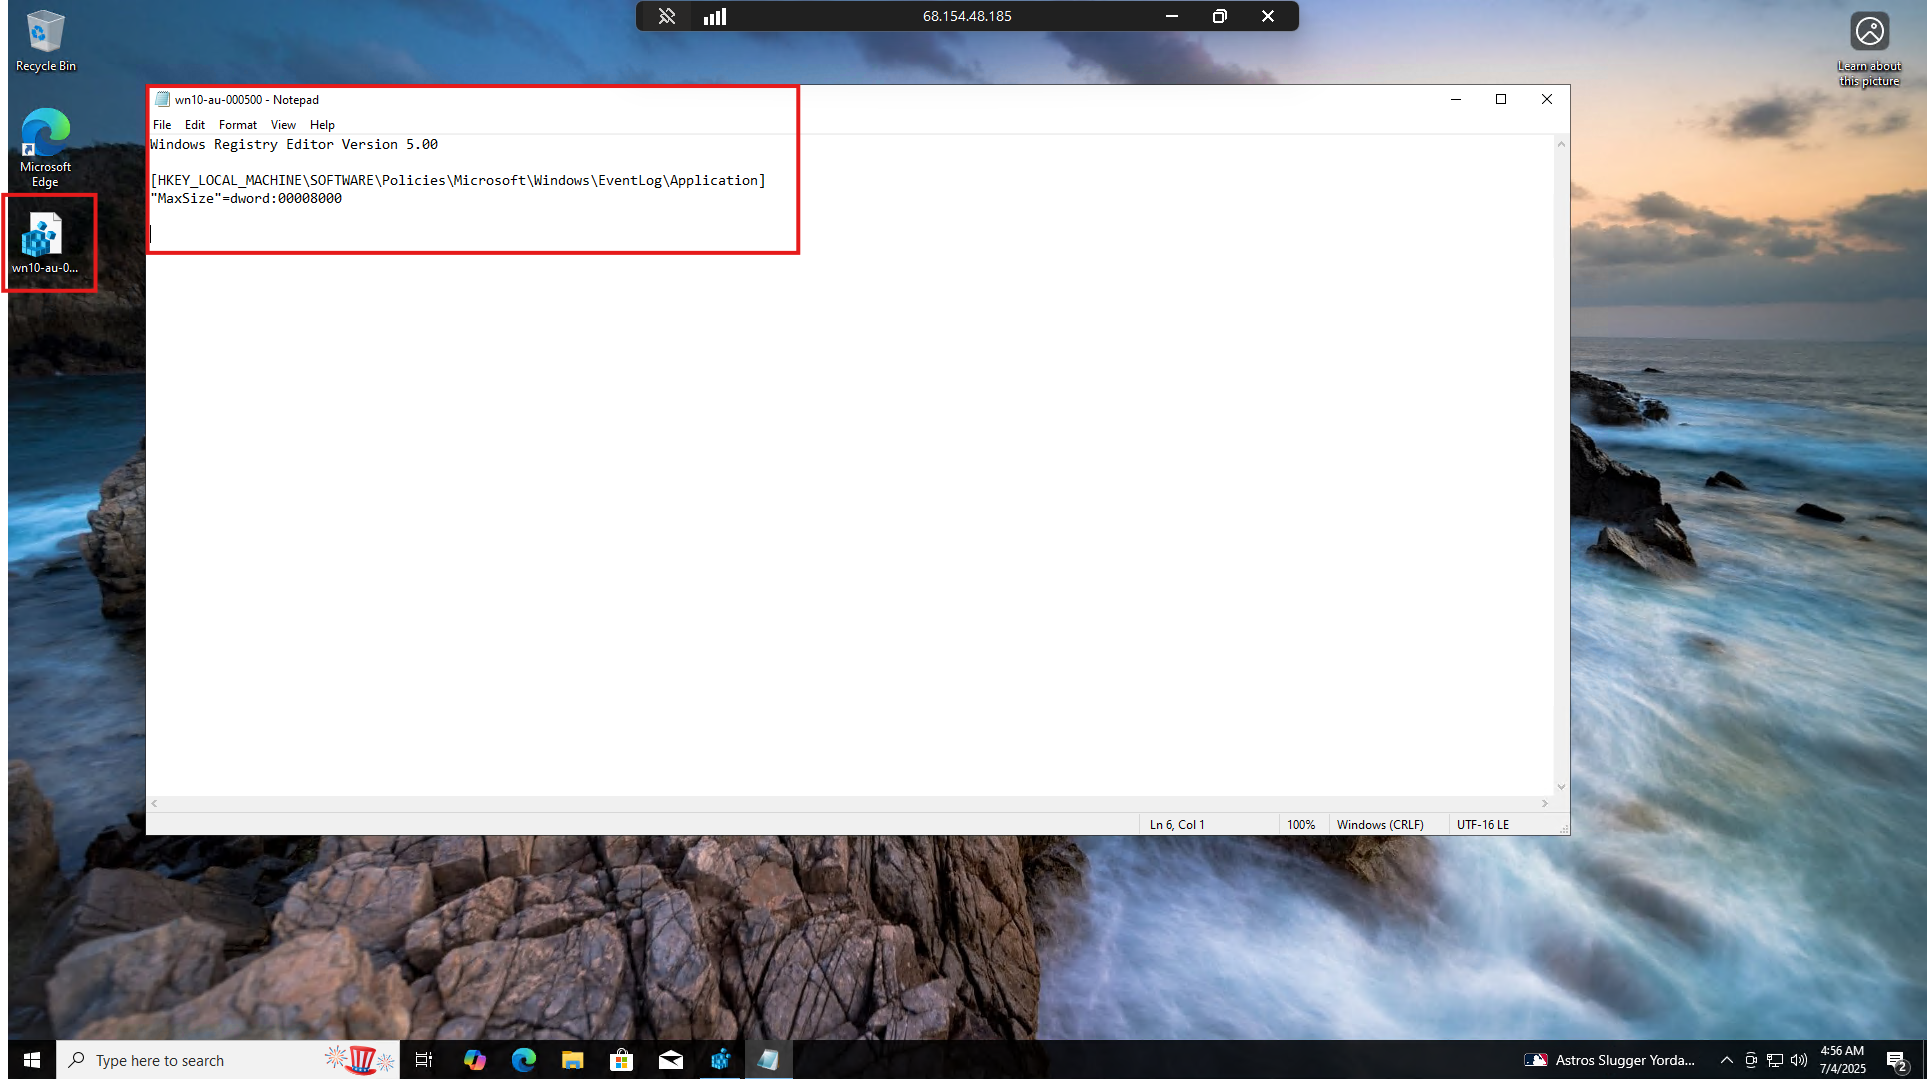 68.154.48.185
Recycle Bin
Learn about
this picture
Microsoft
Edge
wn10-au-0...
wn10-au-000500 - Notepad
File Edit Format View Help
Windows Registry Editor Version 5.00
[HKEY_LOCAL_MACHINE\SOFTWARE\Policies\Microsoft\Windows\EventLog\Application]
"MaxSize"=dword:00008000
Ln 6, Col 1 100% Windows (CRLF) UTF-16 LE
Type here to search
Astros Slugger Yorda...
4:56 AM
7/4/2025
2